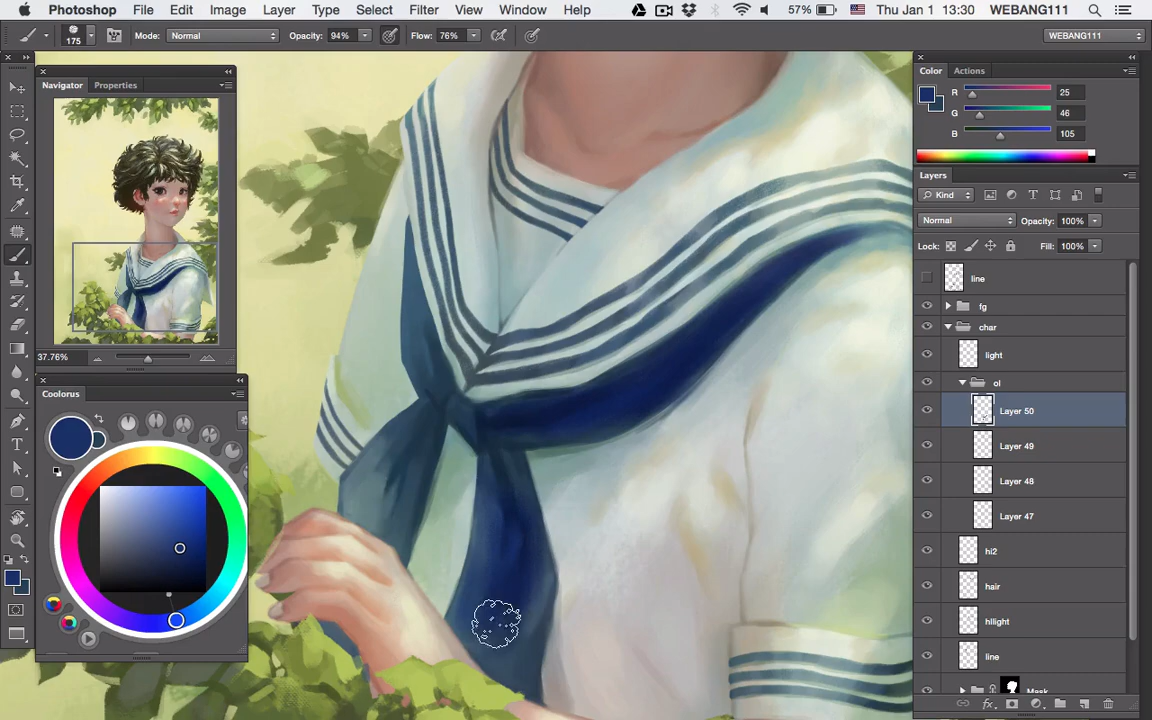 Photoshop File Edit Image Layer Type Select Filter View Window Help 57% Thu Jan 1 13:30 WEBANG111
175 Mode: Normal Opacity: 94% Flow: 76% WEBANG111
Navigator Properties
37.76%
Coolorus
Color Actions
R 25
G 46
B 105
Layers
Kind
Normal Opacity: 100%
Lock: Fill: 100%
line
fg
char
light
ol
Layer 50
Layer 49
Layer 48
Layer 47
hi2
hair
hllight
line
Mask